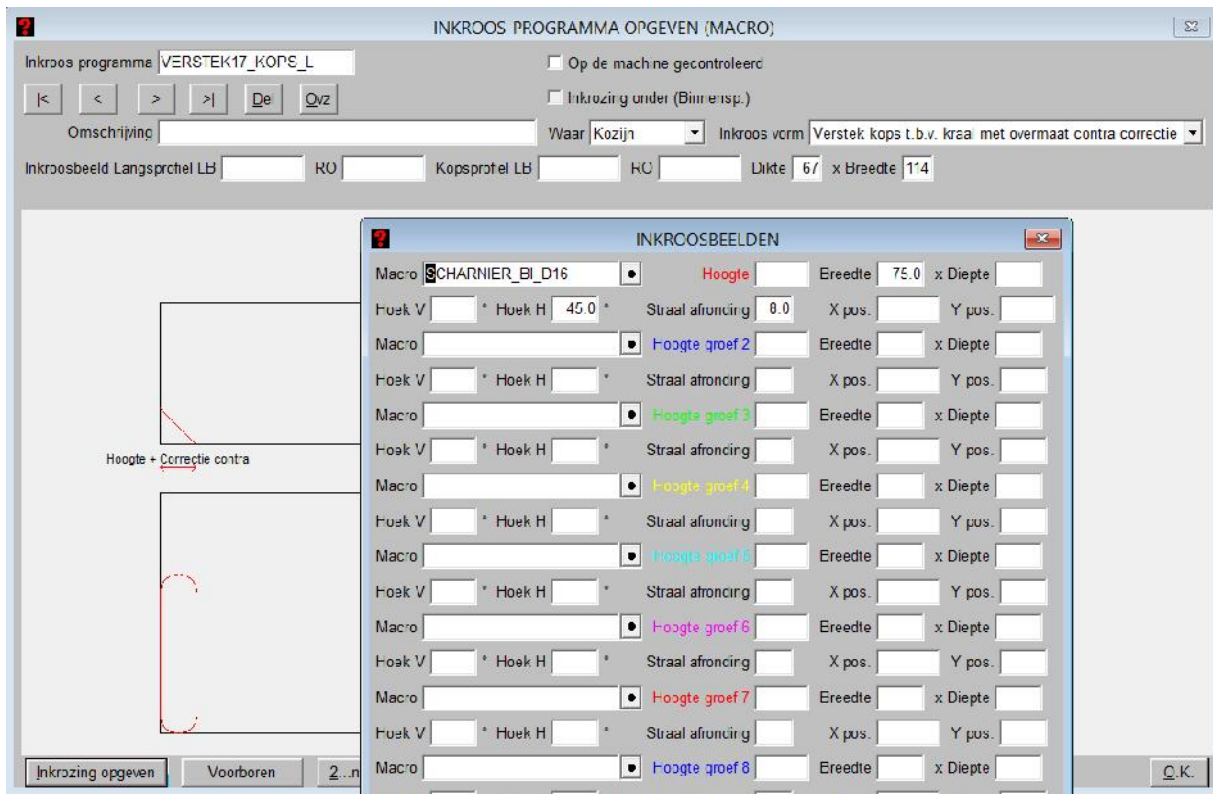 INKROOS PROGRAMMA OPGEVEN (MACRO)
Inkroos programma VERSTEK17_KOPS_L Op de machine gecontroleerd
|< < > >| Del Ovz Inkrozing onder (Binnensp.)
Omschrijving Waar Kozijn Inkroos vorm Verstek kops t.b.v. kraal met overmaat contra correctie
Inkroosbeeld Langsprofiel LB RO Kopsprofiel LB RO Dikte 67 x Breedte 114
INKROOSBEELDEN
Macro SCHARNIER_BI_D16 Hoogte Breedte 75.0 x Diepte
Hoek V ° Hoek H 45.0 ° Straal afronding 8.0 X pos. Y pos.
Macro Hoogte groef 2 Breedte x Diepte
Hoek V ° Hoek H ° Straal afronding X pos. Y pos.
Macro Hoogte groef 3 Breedte x Diepte
Hoek V ° Hoek H ° Straal afronding X pos. Y pos.
Hoogte + Correctie contra
Macro Hoogte groef 4 Breedte x Diepte
Hoek V ° Hoek H ° Straal afronding X pos. Y pos.
Macro Hoogte groef 5 Breedte x Diepte
Hoek V ° Hoek H ° Straal afronding X pos. Y pos.
Macro Hoogte groef 6 Breedte x Diepte
Hoek V ° Hoek H ° Straal afronding X pos. Y pos.
Macro Hoogte groef 7 Breedte x Diepte
Hoek V ° Hoek H ° Straal afronding X pos. Y pos.
Macro Hoogte groef 8 Breedte x Diepte
Inkrozing opgeven Voorboren 2...n O.K.